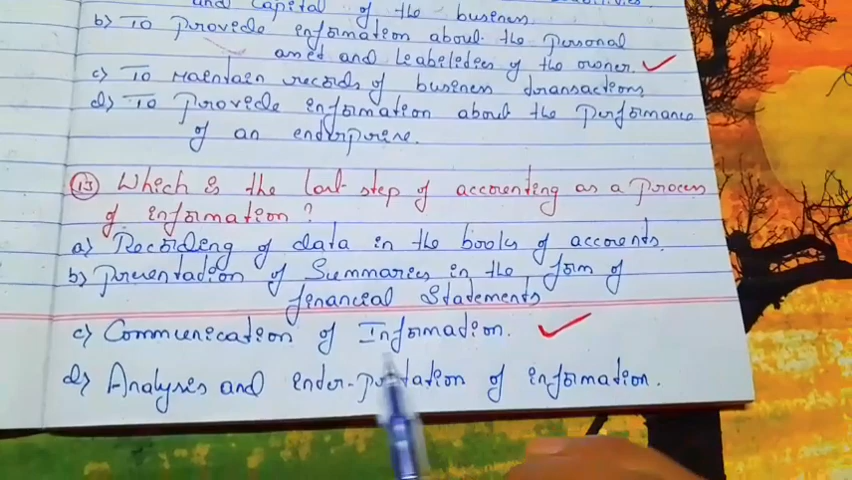 and Capital of the business.
b) To Provide information about the Personal
and Leabeleties of the owner.
c) To Maintain records of business transactions
d) To Provide information about the Performance
of an enterprise.
(13) Which is the last step of accounting as a Process
of information?
a) Recording of data in the books of accounts.
b) Presentation of Summaries in the form of
financial Statements
c) Communication of Information.
d) Analyses and inter-pretation of information.